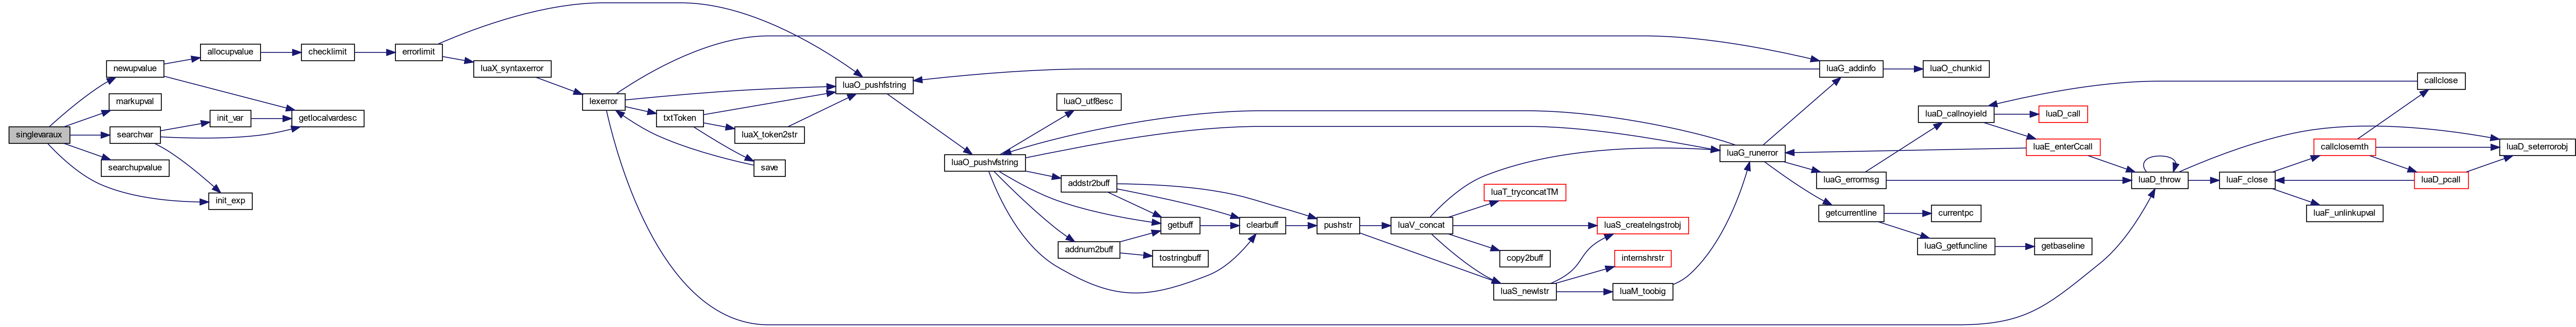 singlevaraux
newupvalue
markupval
searchvar
searchupvalue
allocupvalue
init_var
init_exp
checklimit
getlocalvardesc
errorlimit
luaX_syntaxerror
lexerror
txtToken
luaX_token2str
save
luaO_pushfstring
luaO_pushvfstring
luaO_utf8esc
addstr2buff
getbuff
addnum2buff
tostringbuff
clearbuff
pushstr
luaV_concat
luaT_tryconcatTM
luaS_createlngstrobj
copy2buff
internshrstr
luaS_newlstr
luaM_toobig
luaG_runerror
luaG_addinfo
luaO_chunkid
luaG_errormsg
getcurrentline
currentpc
luaG_getfuncline
getbaseline
luaD_callnoyield
luaD_call
luaE_enterCcall
luaD_throw
luaF_close
callclosemth
luaF_unlinkupval
callclose
luaD_pcall
luaD_seterrorobj